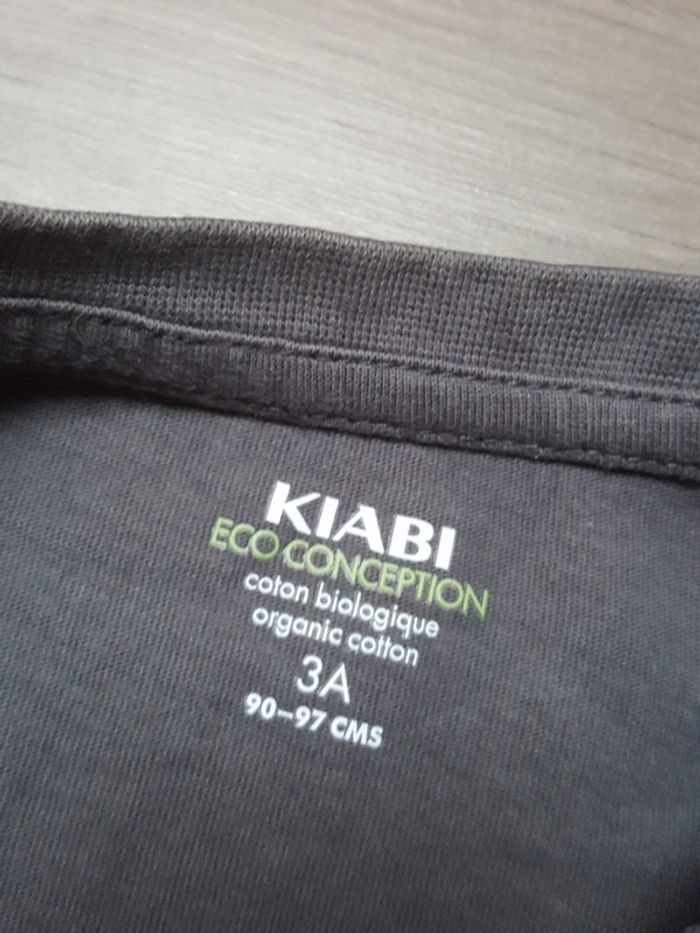 KIABI
ECO CONCEPTION
coton biologique
organic cotton
3A
90-97 CMS